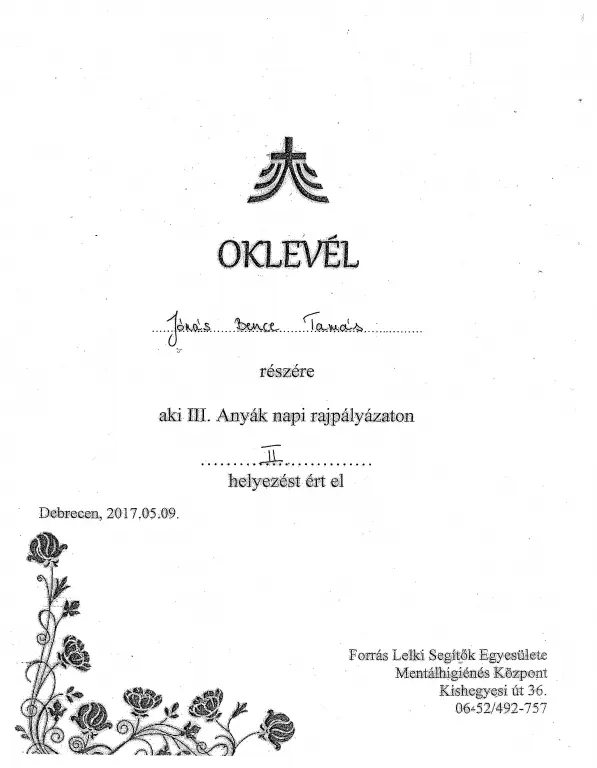 OKLEVÉL
Jónás Bence Tamás
részére
aki III. Anyák napi rajpályázaton
II
helyezést ért el
Debrecen, 2017.05.09.
Forrás Lelki Segítők Egyesülete
Mentálhigiénés Központ
Kishegyesi út 36.
06-52/492-757